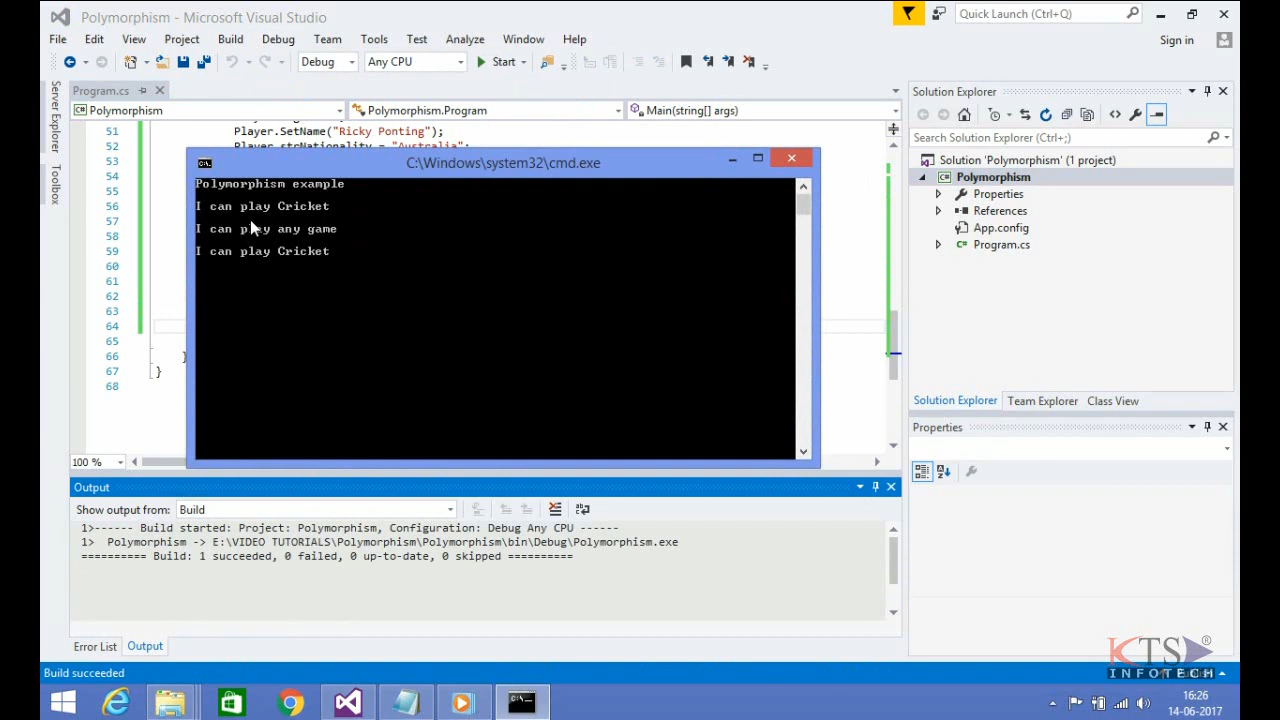 Polymorphism - Microsoft Visual Studio
Quick Launch (Ctrl+Q)
File Edit View Project Build Debug Team Tools Test Analyze Window Help
Sign in
Debug Any CPU Start
Server Explorer
Toolbox
Program.cs
Polymorphism Polymorphism.Program Main(string[] args)
51 Player.SetName("Ricky Ponting");
52 Player.strNationality = "Australia";
53
54
55
56
57
58
59
60
61
62
63
64
65
66 }
67 }
68
C:\Windows\system32\cmd.exe
Polymorphism example
I can play Cricket
I can play any game
I can play Cricket
100 %
Solution Explorer
Search Solution Explorer (Ctrl+;)
Solution 'Polymorphism' (1 project)
Polymorphism
Properties
References
App.config
Program.cs
Solution Explorer Team Explorer Class View
Properties
Output
Show output from: Build
1>------ Build started: Project: Polymorphism, Configuration: Debug Any CPU ------
1> Polymorphism -> E:\VIDEO TUTORIALS\Polymorphism\Polymorphism\bin\Debug\Polymorphism.exe
========== Build: 1 succeeded, 0 failed, 0 up-to-date, 0 skipped ==========
Error List Output
Build succeeded
KTS®
INFOTECH
16:26
14-06-2017